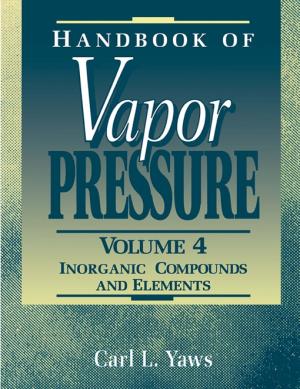 HANDBOOK OF
Vapor
PRESSURE
VOLUME 4
INORGANIC COMPOUNDS
AND ELEMENTS
Carl L. Yaws